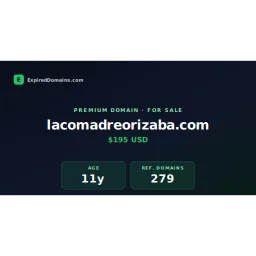 E ExpiredDomains.com
PREMIUM DOMAIN · FOR SALE
lacomadreorizaba.com
$195 USD
AGE
11y
REF. DOMAINS
279